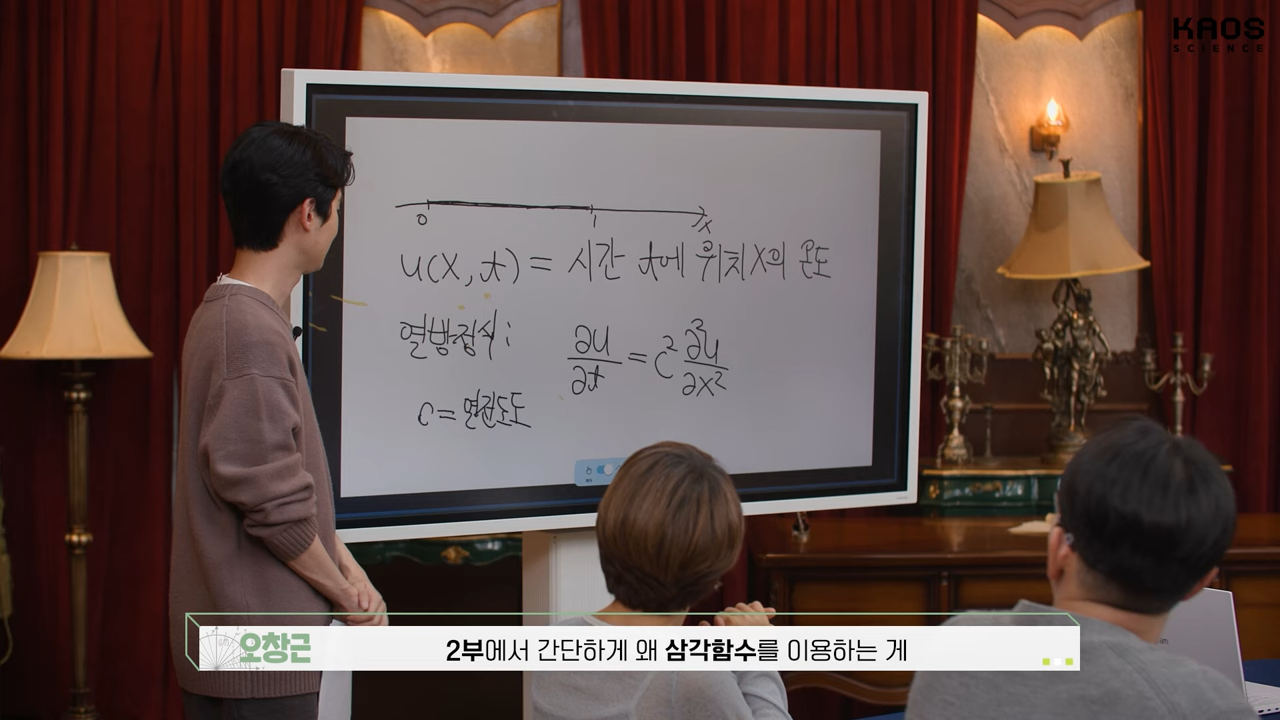 KAOS
SCIENCE
0 1 x
u(x,t) = 시간 t에 위치 x의 온도
열방정식: ∂u/∂t = c² ∂²u/∂x²
c = 열전도도
오창근
2부에서 간단하게 왜 삼각함수를 이용하는 게